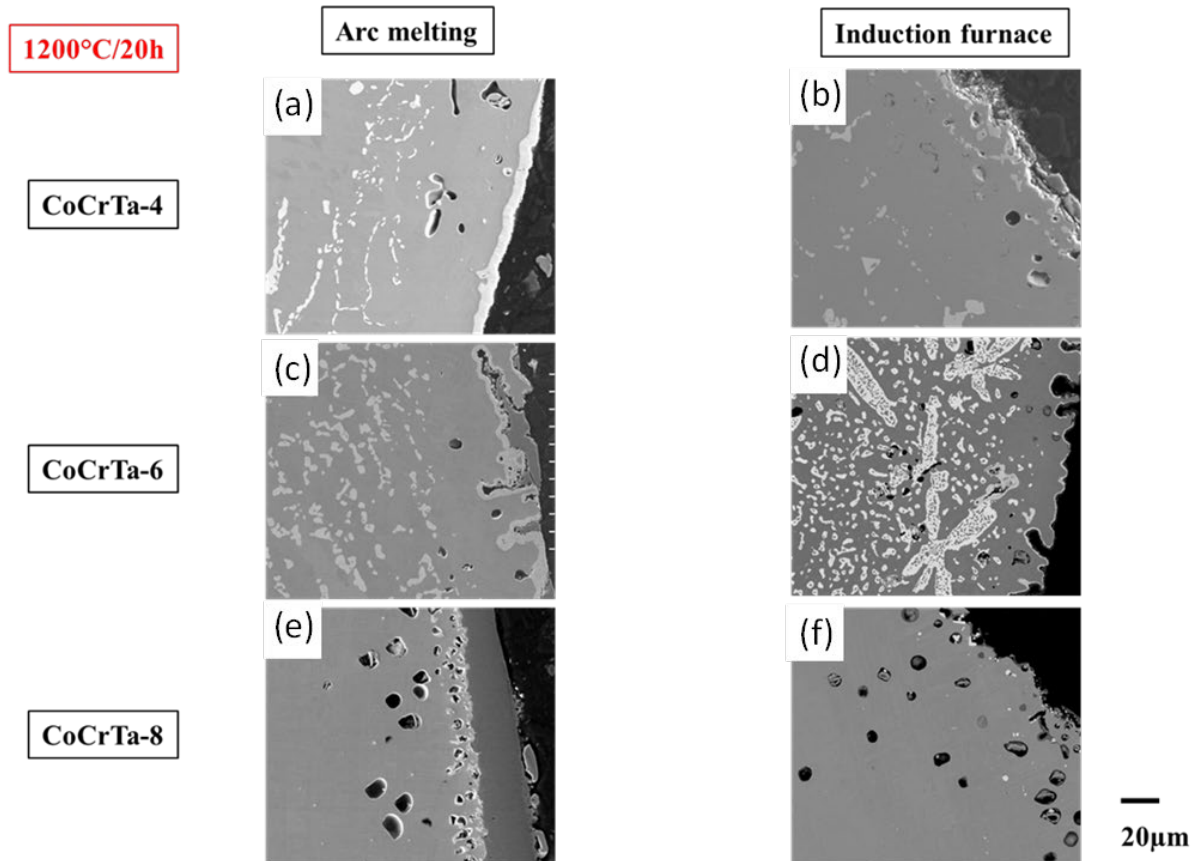 Arc melting
Induction furnace
1200°C/20h
(a)
(b)
CoCrTa-4
(c)
(d)
CoCrTa-6
(e)
(f)
CoCrTa-8
20µm